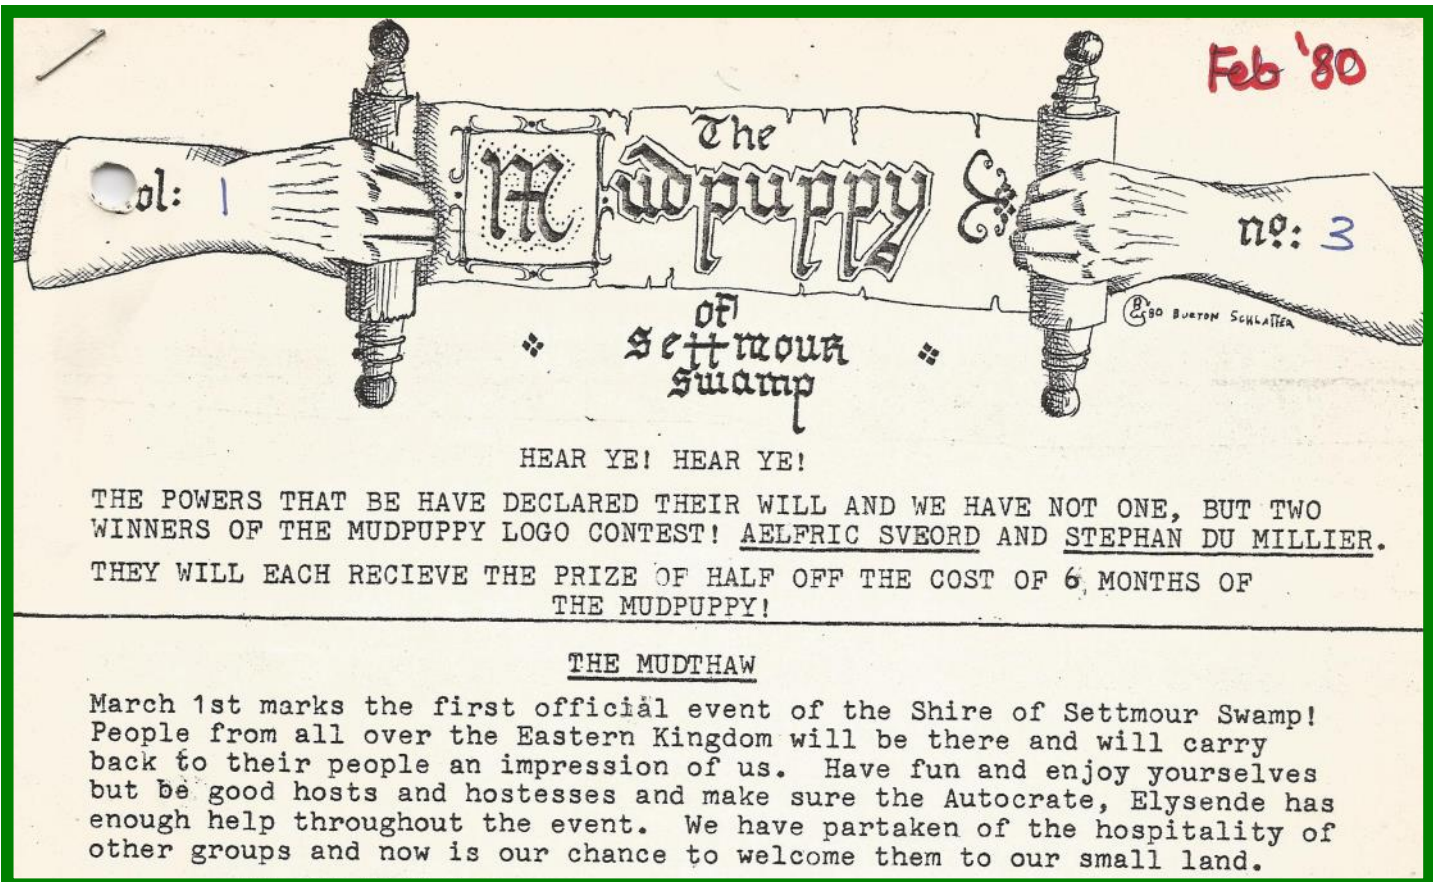 Feb '80
The
Mudpuppy
ol: 1
nº: 3
of
Settmour
Swamp
80 BURTON SCHLATTER
HEAR YE! HEAR YE!
THE POWERS THAT BE HAVE DECLARED THEIR WILL AND WE HAVE NOT ONE, BUT TWO
WINNERS OF THE MUDPUPPY LOGO CONTEST! AELFRIC SVEORD AND STEPHAN DU MILLIER.
THEY WILL EACH RECIEVE THE PRIZE OF HALF OFF THE COST OF 6 MONTHS OF
THE MUDPUPPY!
THE MUDTHAW
March 1st marks the first official event of the Shire of Settmour Swamp!
People from all over the Eastern Kingdom will be there and will carry
back to their people an impression of us. Have fun and enjoy yourselves
but be good hosts and hostesses and make sure the Autocrate, Elysende has
enough help throughout the event. We have partaken of the hospitality of
other groups and now is our chance to welcome them to our small land.